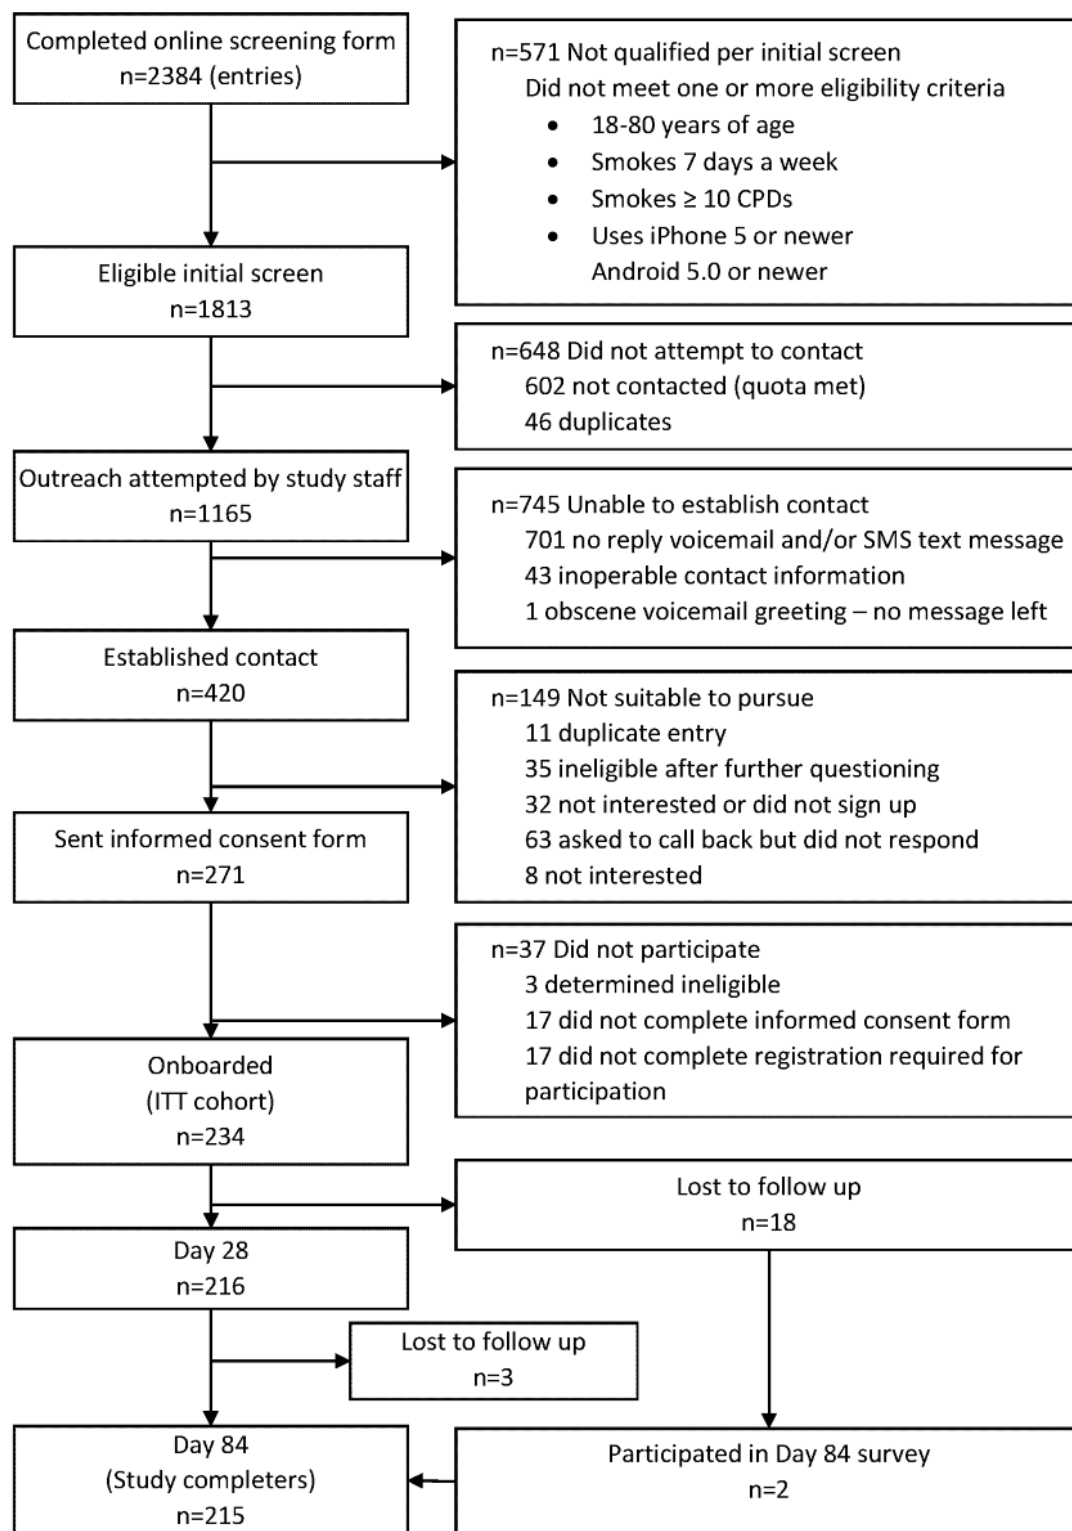 Completed online screening form
n=2384 (entries)
n=571 Not qualified per initial screen
Did not meet one or more eligibility criteria
• 18-80 years of age
• Smokes 7 days a week
• Smokes ≥ 10 CPDs
• Uses iPhone 5 or newer
Android 5.0 or newer
Eligible initial screen
n=1813
n=648 Did not attempt to contact
602 not contacted (quota met)
46 duplicates
Outreach attempted by study staff
n=1165
n=745 Unable to establish contact
701 no reply voicemail and/or SMS text message
43 inoperable contact information
1 obscene voicemail greeting – no message left
Established contact
n=420
n=149 Not suitable to pursue
11 duplicate entry
35 ineligible after further questioning
32 not interested or did not sign up
63 asked to call back but did not respond
8 not interested
Sent informed consent form
n=271
n=37 Did not participate
3 determined ineligible
17 did not complete informed consent form
17 did not complete registration required for
participation
Onboarded
(ITT cohort)
n=234
Lost to follow up
n=18
Day 28
n=216
Lost to follow up
n=3
Day 84
(Study completers)
n=215
Participated in Day 84 survey
n=2